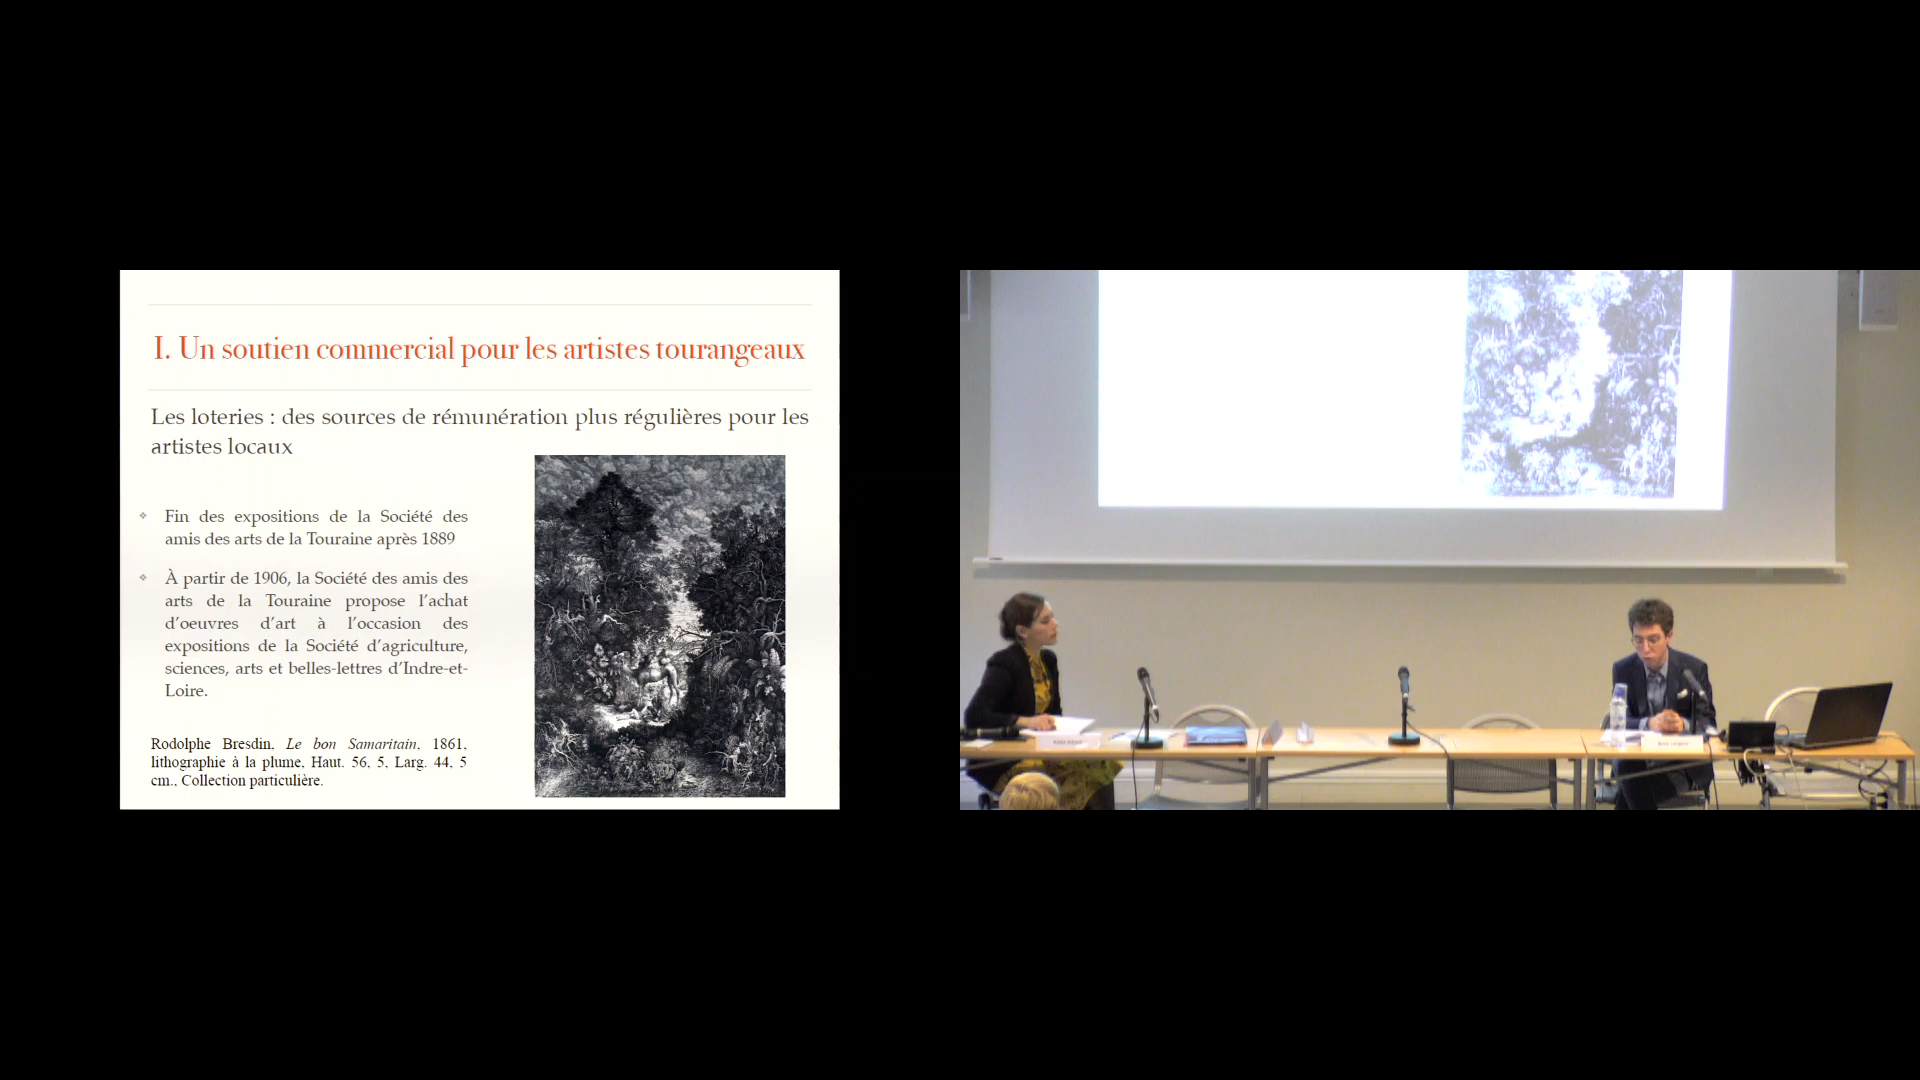 I. Un soutien commercial pour les artistes tourangeaux
Les loteries : des sources de rémunération plus régulières pour les
artistes locaux
Fin des expositions de la Société des
amis des arts de la Touraine après 1889
À partir de 1906, la Société des amis des
arts de la Touraine propose l'achat
d'oeuvres d'art à l'occasion des
expositions de la Société d'agriculture,
sciences, arts et belles-lettres d'Indre-et-
Loire.
Rodolphe Bresdin, Le bon Samaritain, 1861,
lithographie à la plume, Haut. 56, 5, Larg. 44, 5
cm., Collection particulière.